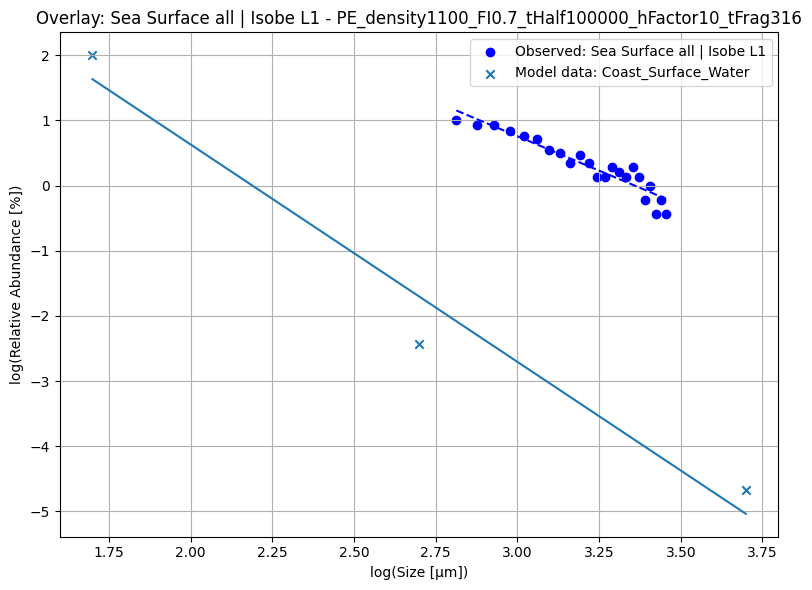 Overlay: Sea Surface all | Isobe L1 - PE_density1100_FI0.7_tHalf100000_hFactor10_tFrag316
Observed: Sea Surface all | Isobe L1
Model data: Coast_Surface_Water
log(Relative Abundance [%])
2
1
0
−1
−2
−3
−4
−5
1.75 2.00 2.25 2.50 2.75 3.00 3.25 3.50 3.75
log(Size [µm])